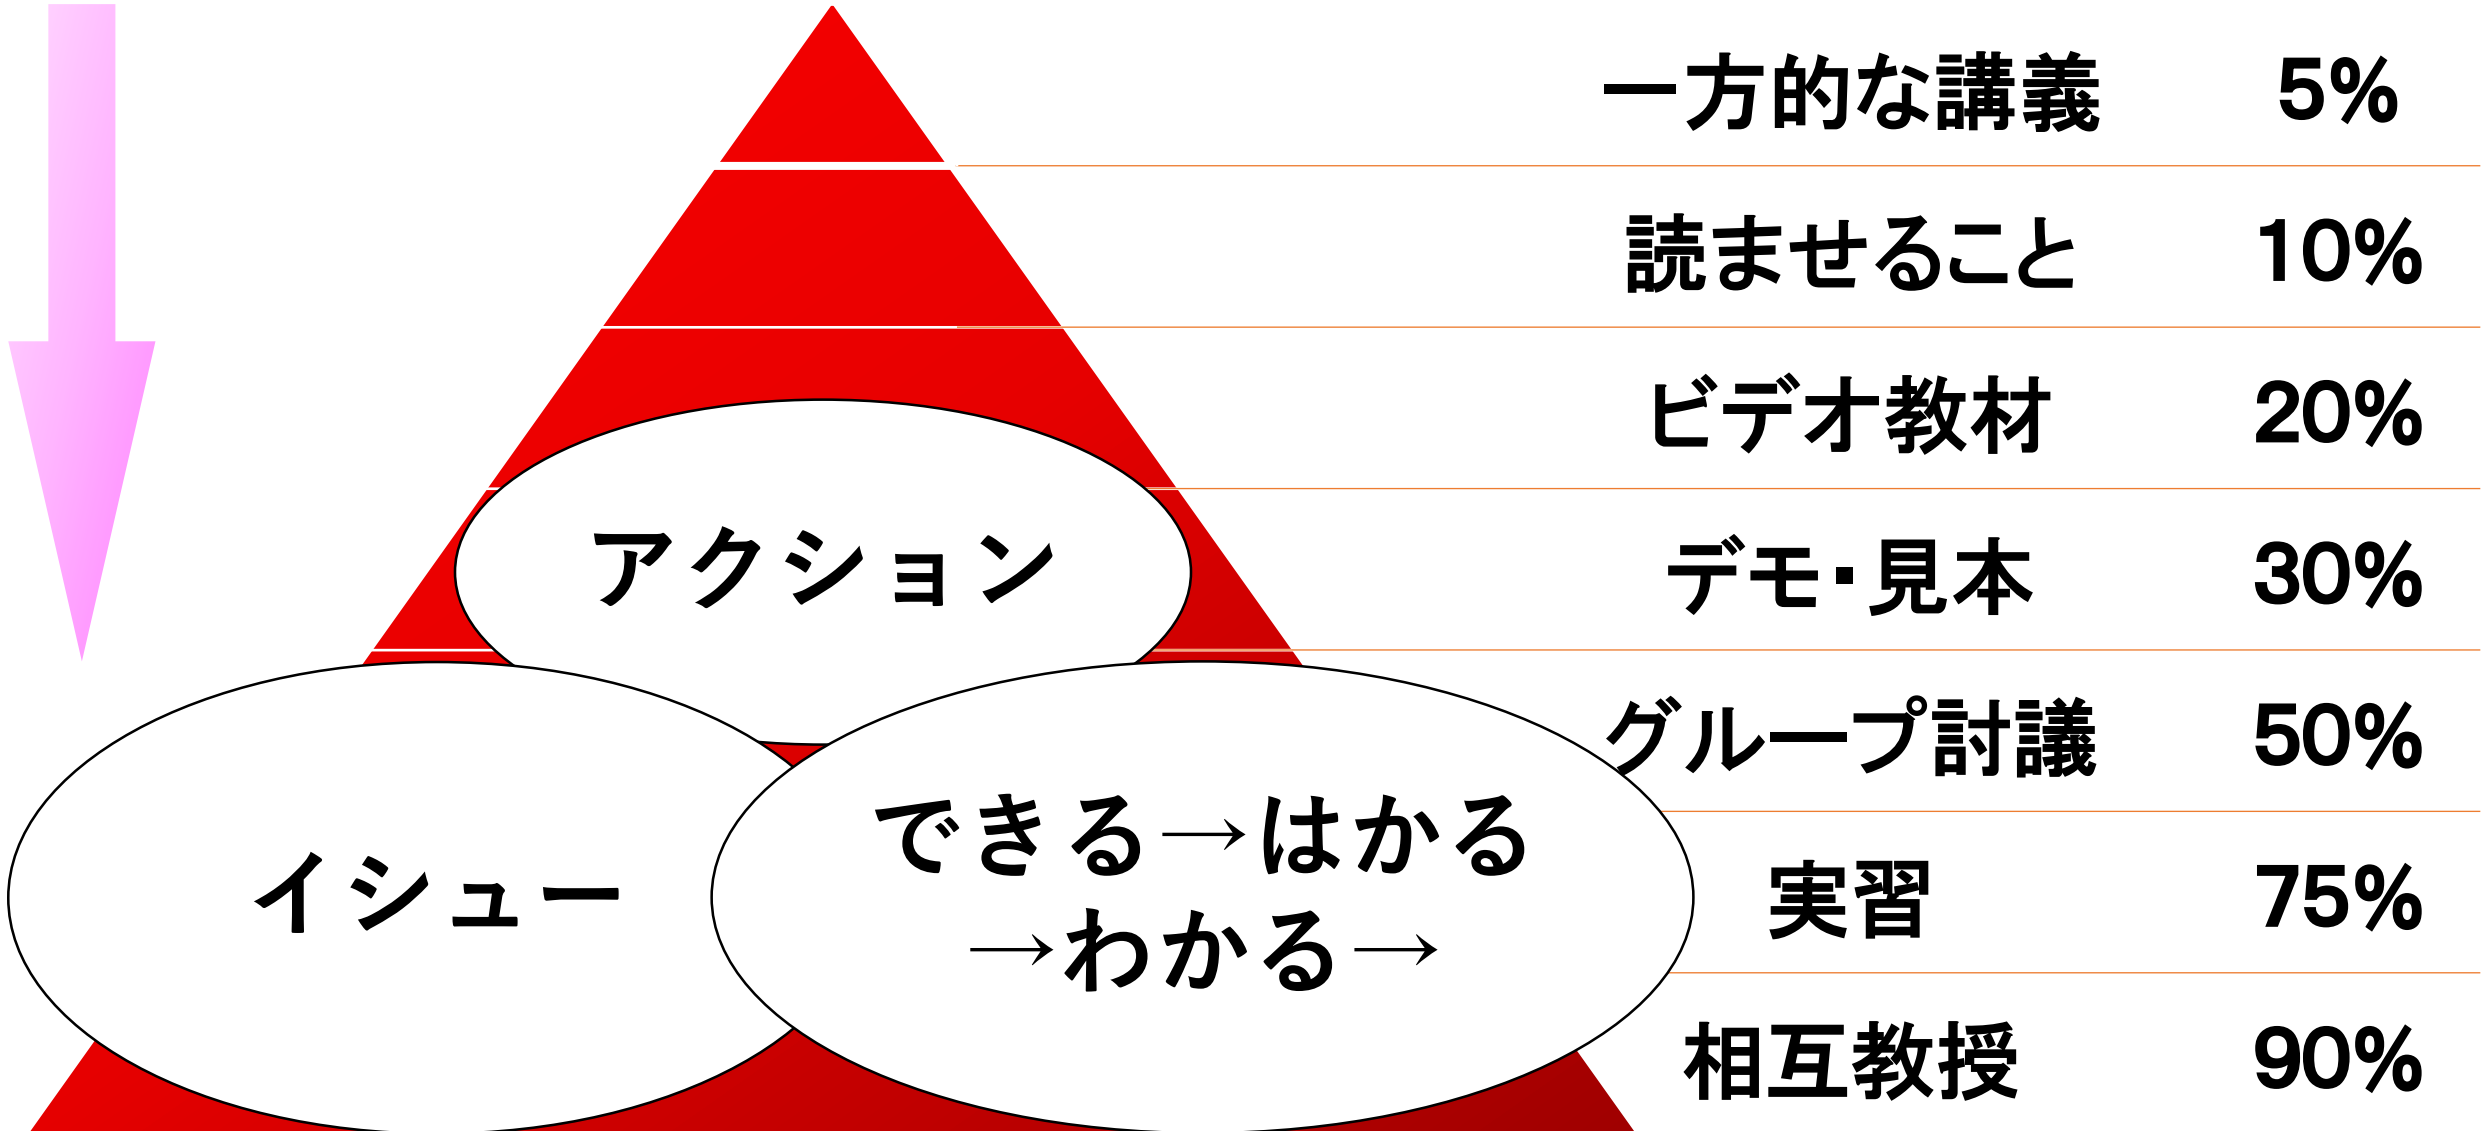 一方的な講義 5%
読ませること 10%
ビデオ教材 20%
デモ・見本 30%
アクション
グループ討議 50%
実習 75%
相互教授 90%
イシュー
できる→はかる
→わかる→